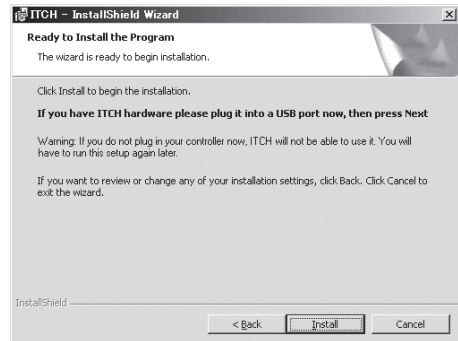 ITCH - InstallShield Wizard
Ready to Install the Program
The wizard is ready to begin installation.
Click Install to begin the installation.
If you have ITCH hardware please plug it into a USB port now, then press Next
Warning: If you do not plug in your controller now, ITCH will not be able to use it. You will
have to run this setup again later.
If you want to review or change any of your installation settings, click Back. Click Cancel to
exit the wizard.
InstallShield
< Back Install Cancel